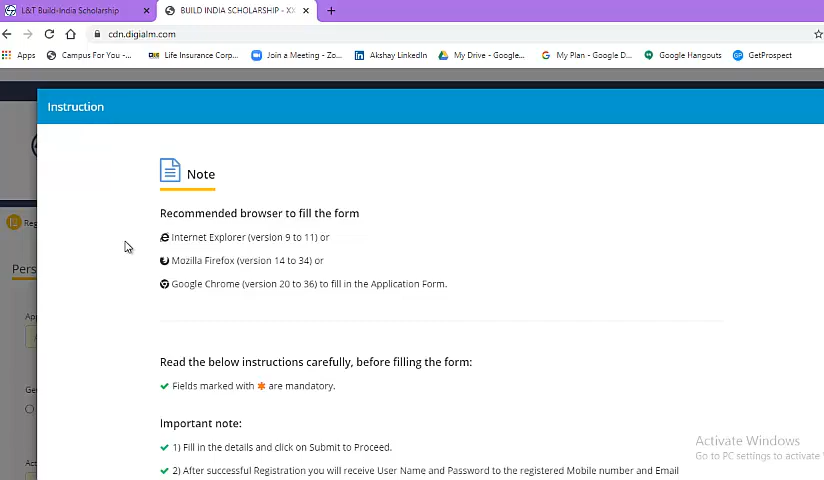 L&T Build-India Scholarship
BUILD INDIA SCHOLARSHIP - XX
cdn.digialm.com
Apps
Campus For You -...
Life Insurance Corp...
Join a Meeting - Zo...
Akshay LinkedIn
My Drive - Google...
My Plan - Google D...
Google Hangouts
GetProspect
Instruction
Note
Recommended browser to fill the form
Internet Explorer (version 9 to 11) or
Mozilla Firefox (version 14 to 34) or
Google Chrome (version 20 to 36) to fill in the Application Form.
Read the below instructions carefully, before filling the form:
Fields marked with * are mandatory.
Important note:
1) Fill in the details and click on Submit to Proceed.
2) After successful Registration you will receive User Name and Password to the registered Mobile number and Email
Reg
Pers
App
Ge
Activate Windows
Go to PC settings to activate